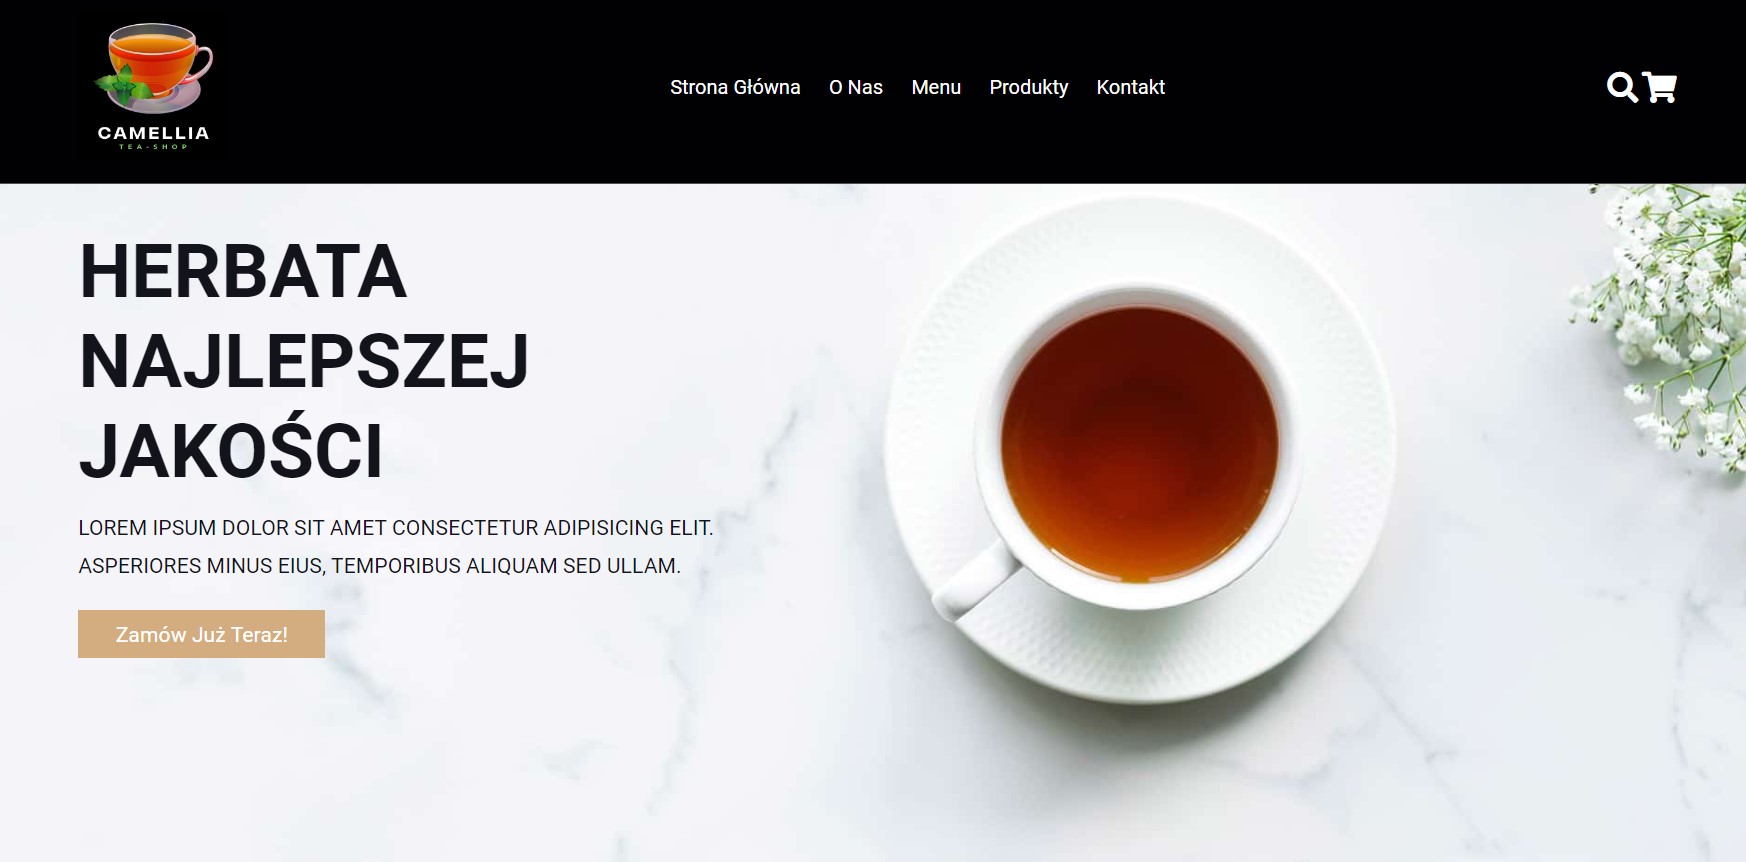 CAMELLIA
TEA-SHOP
Strona Główna O Nas Menu Produkty Kontakt
HERBATA
NAJLEPSZEJ
JAKOŚCI
LOREM IPSUM DOLOR SIT AMET CONSECTETUR ADIPISICING ELIT.
ASPERIORES MINUS EIUS, TEMPORIBUS ALIQUAM SED ULLAM.
Zamów Już Teraz!